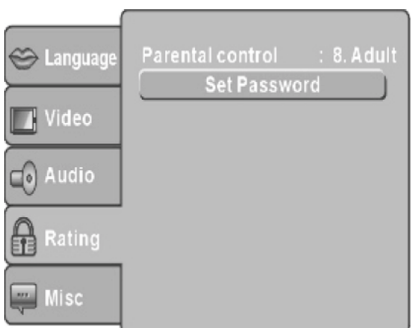 Language
Video
Audio
Rating
Misc
Parental control : 8. Adult
Set Password